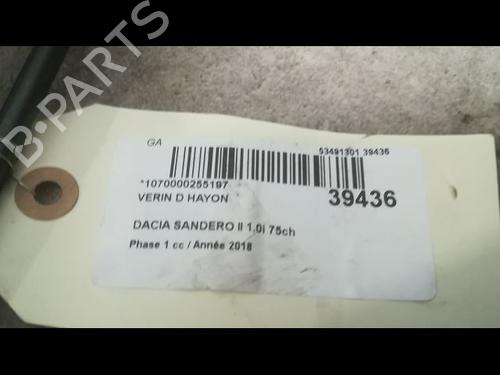 GA
53491301 39436
*1070000255197
VERIN D HAYON
39436
DACIA SANDERO II 1.0i 75ch
Phase 1 cc / Année 2018
B-PARTS